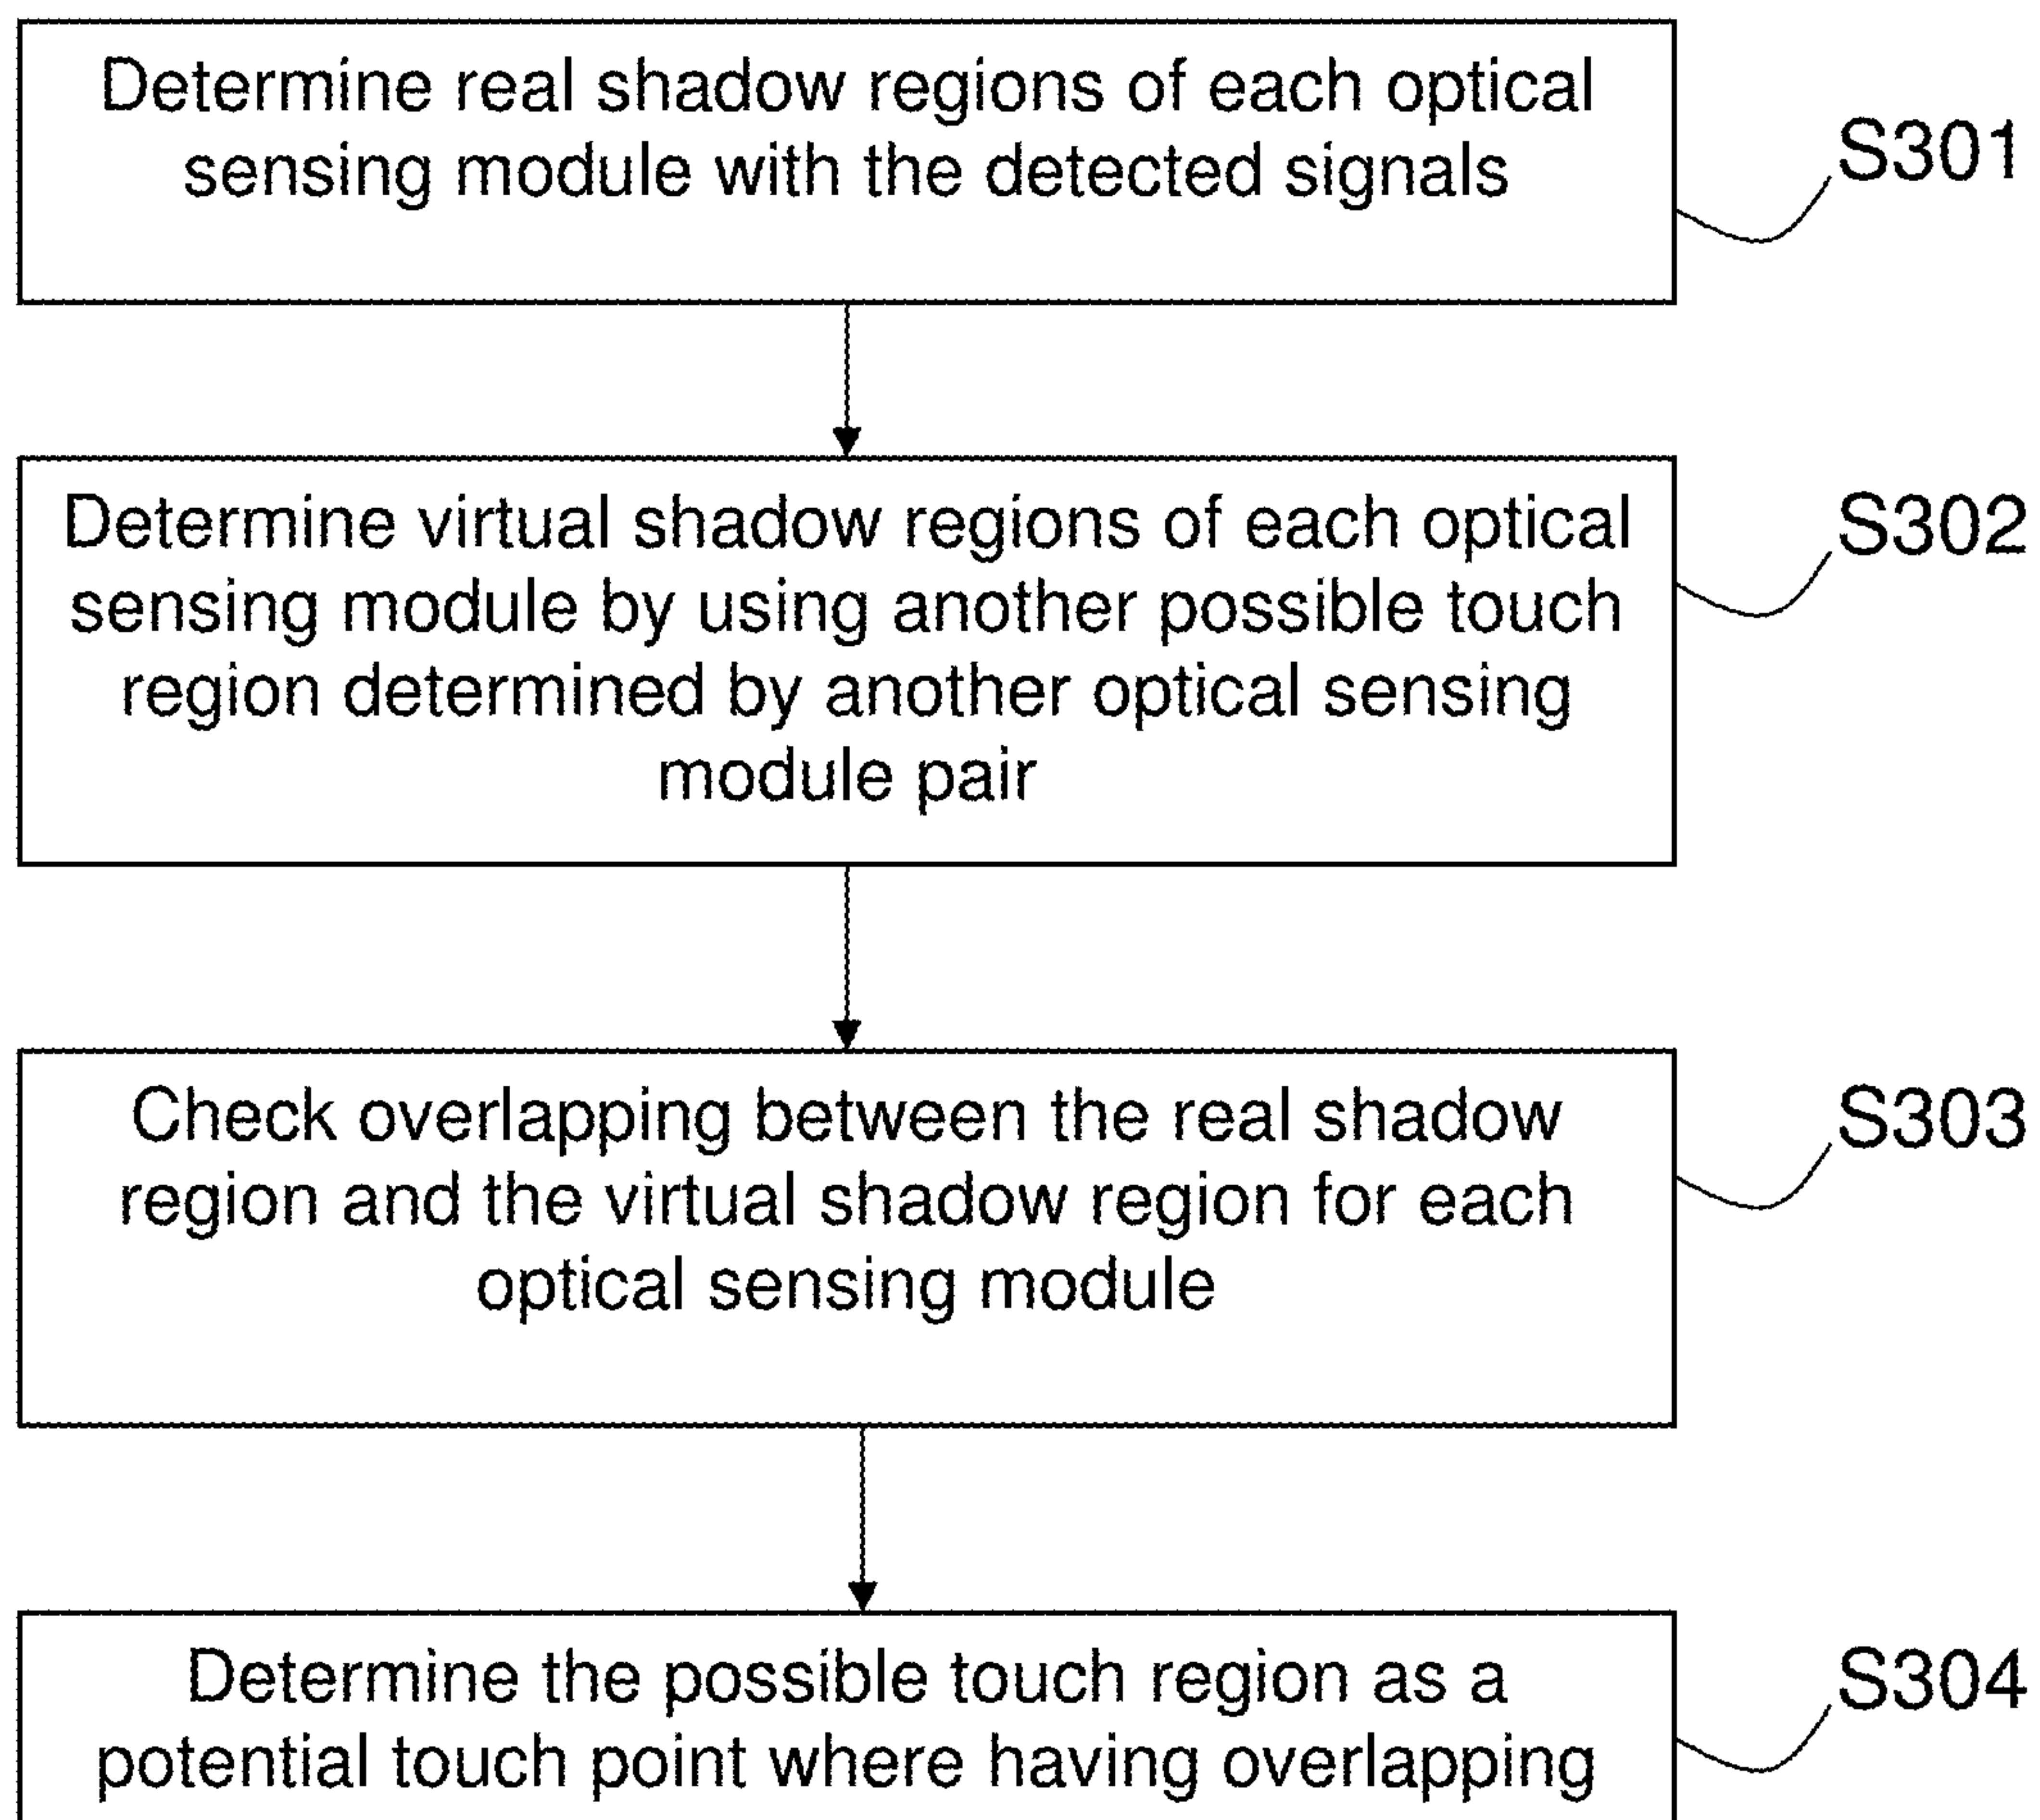 Determine real shadow regions of each optical
sensing module with the detected signals
S301
Determine virtual shadow regions of each optical
sensing module by using another possible touch
region determined by another optical sensing
module pair
S302
Check overlapping between the real shadow
region and the virtual shadow region for each
optical sensing module
S303
Determine the possible touch region as a
potential touch point where having overlapping
S304